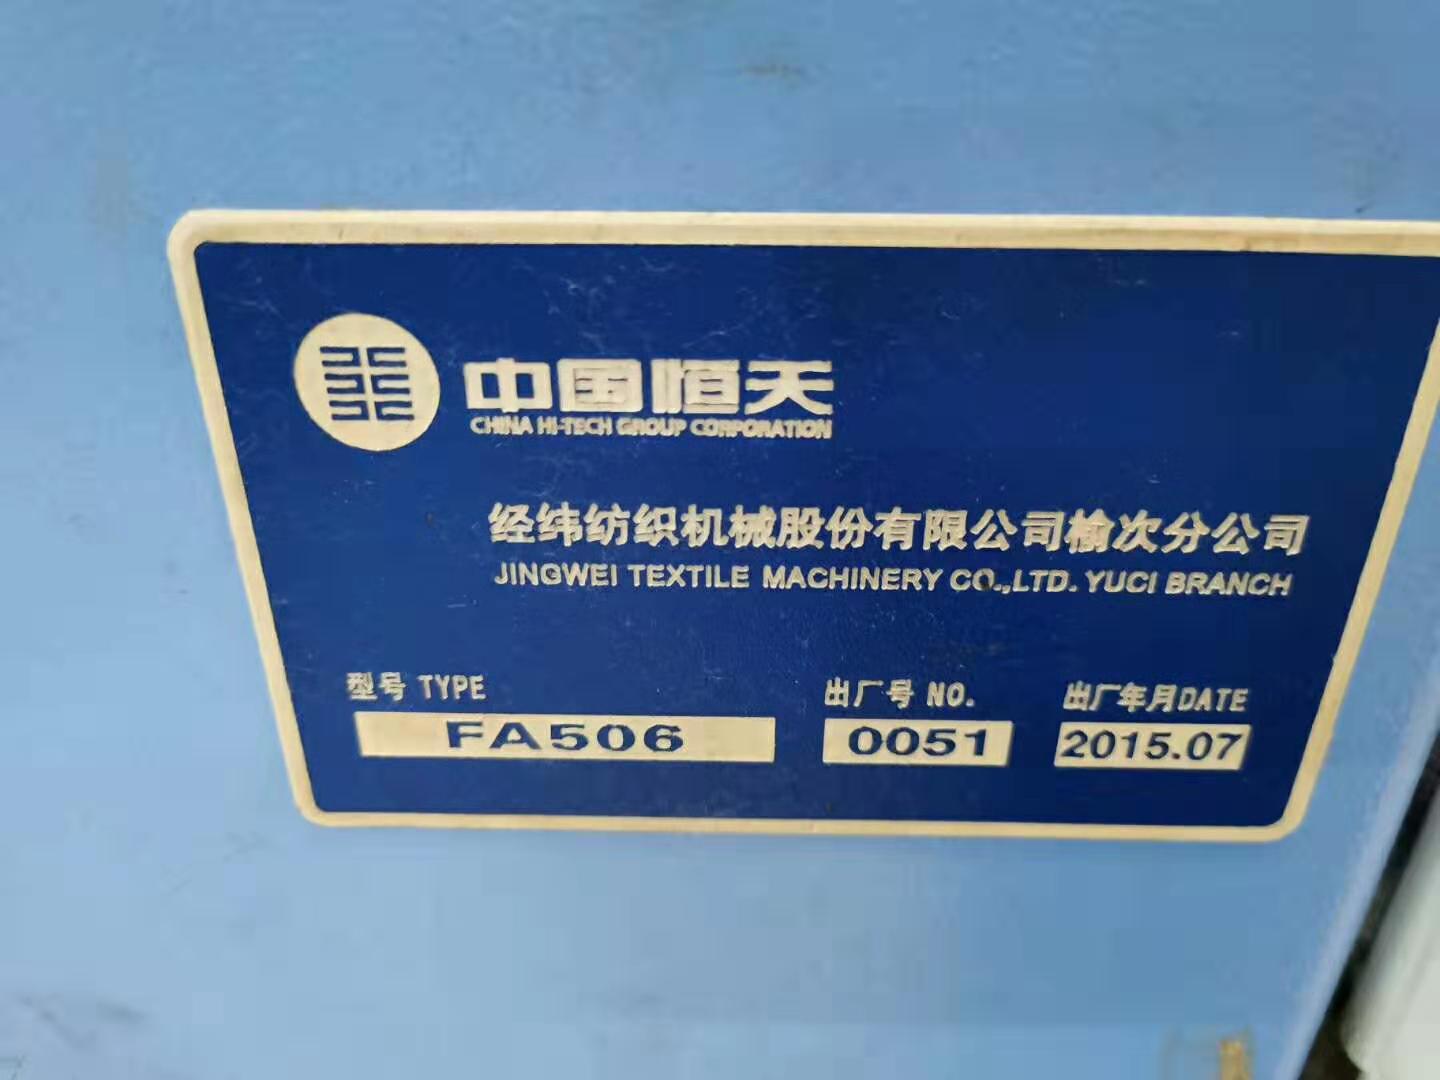 中国恒天
CHINA HI-TECH GROUP CORPORATION
经纬纺织机械股份有限公司榆次分公司
JINGWEI TEXTILE MACHINERY CO.,LTD. YUCI BRANCH
型号 TYPE 出厂号 NO. 出厂年月DATE
FA506 0051 2015.07